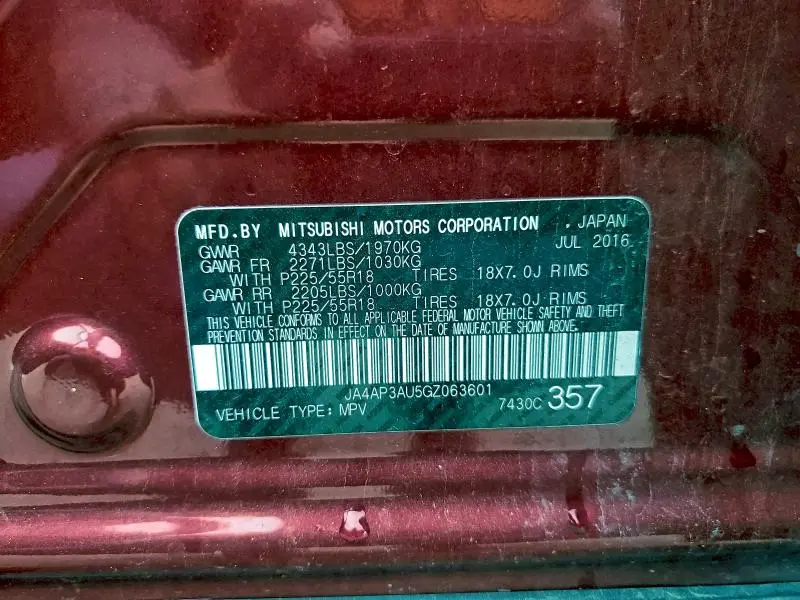 MFD.BY MITSUBISHI MOTORS CORPORATION . JAPAN
GVWR 4343LBS/1970KG JUL 2016
GAWR FR 2271LBS/1030KG
WITH P225/55R18 TIRES 18X7.0J RIMS
GAWR RR 2205LBS/1000KG
WITH P225/55R18 TIRES 18X7.0J RIMS
THIS VEHICLE CONFORMS TO ALL APPLICABLE FEDERAL MOTOR VEHICLE SAFETY AND THEFT
PREVENTION STANDARDS IN EFFECT ON THE DATE OF MANUFACTURE SHOWN ABOVE.
JA4AP3AU5GZ063601
VEHICLE TYPE: MPV 7430C 357